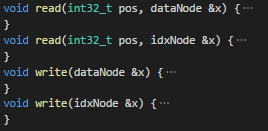 void read(int32_t pos, dataNode &x) {···
}
void read(int32_t pos, idxNode &x) {···
}
void write(dataNode &x) {···
}
void write(idxNode &x) {···
}